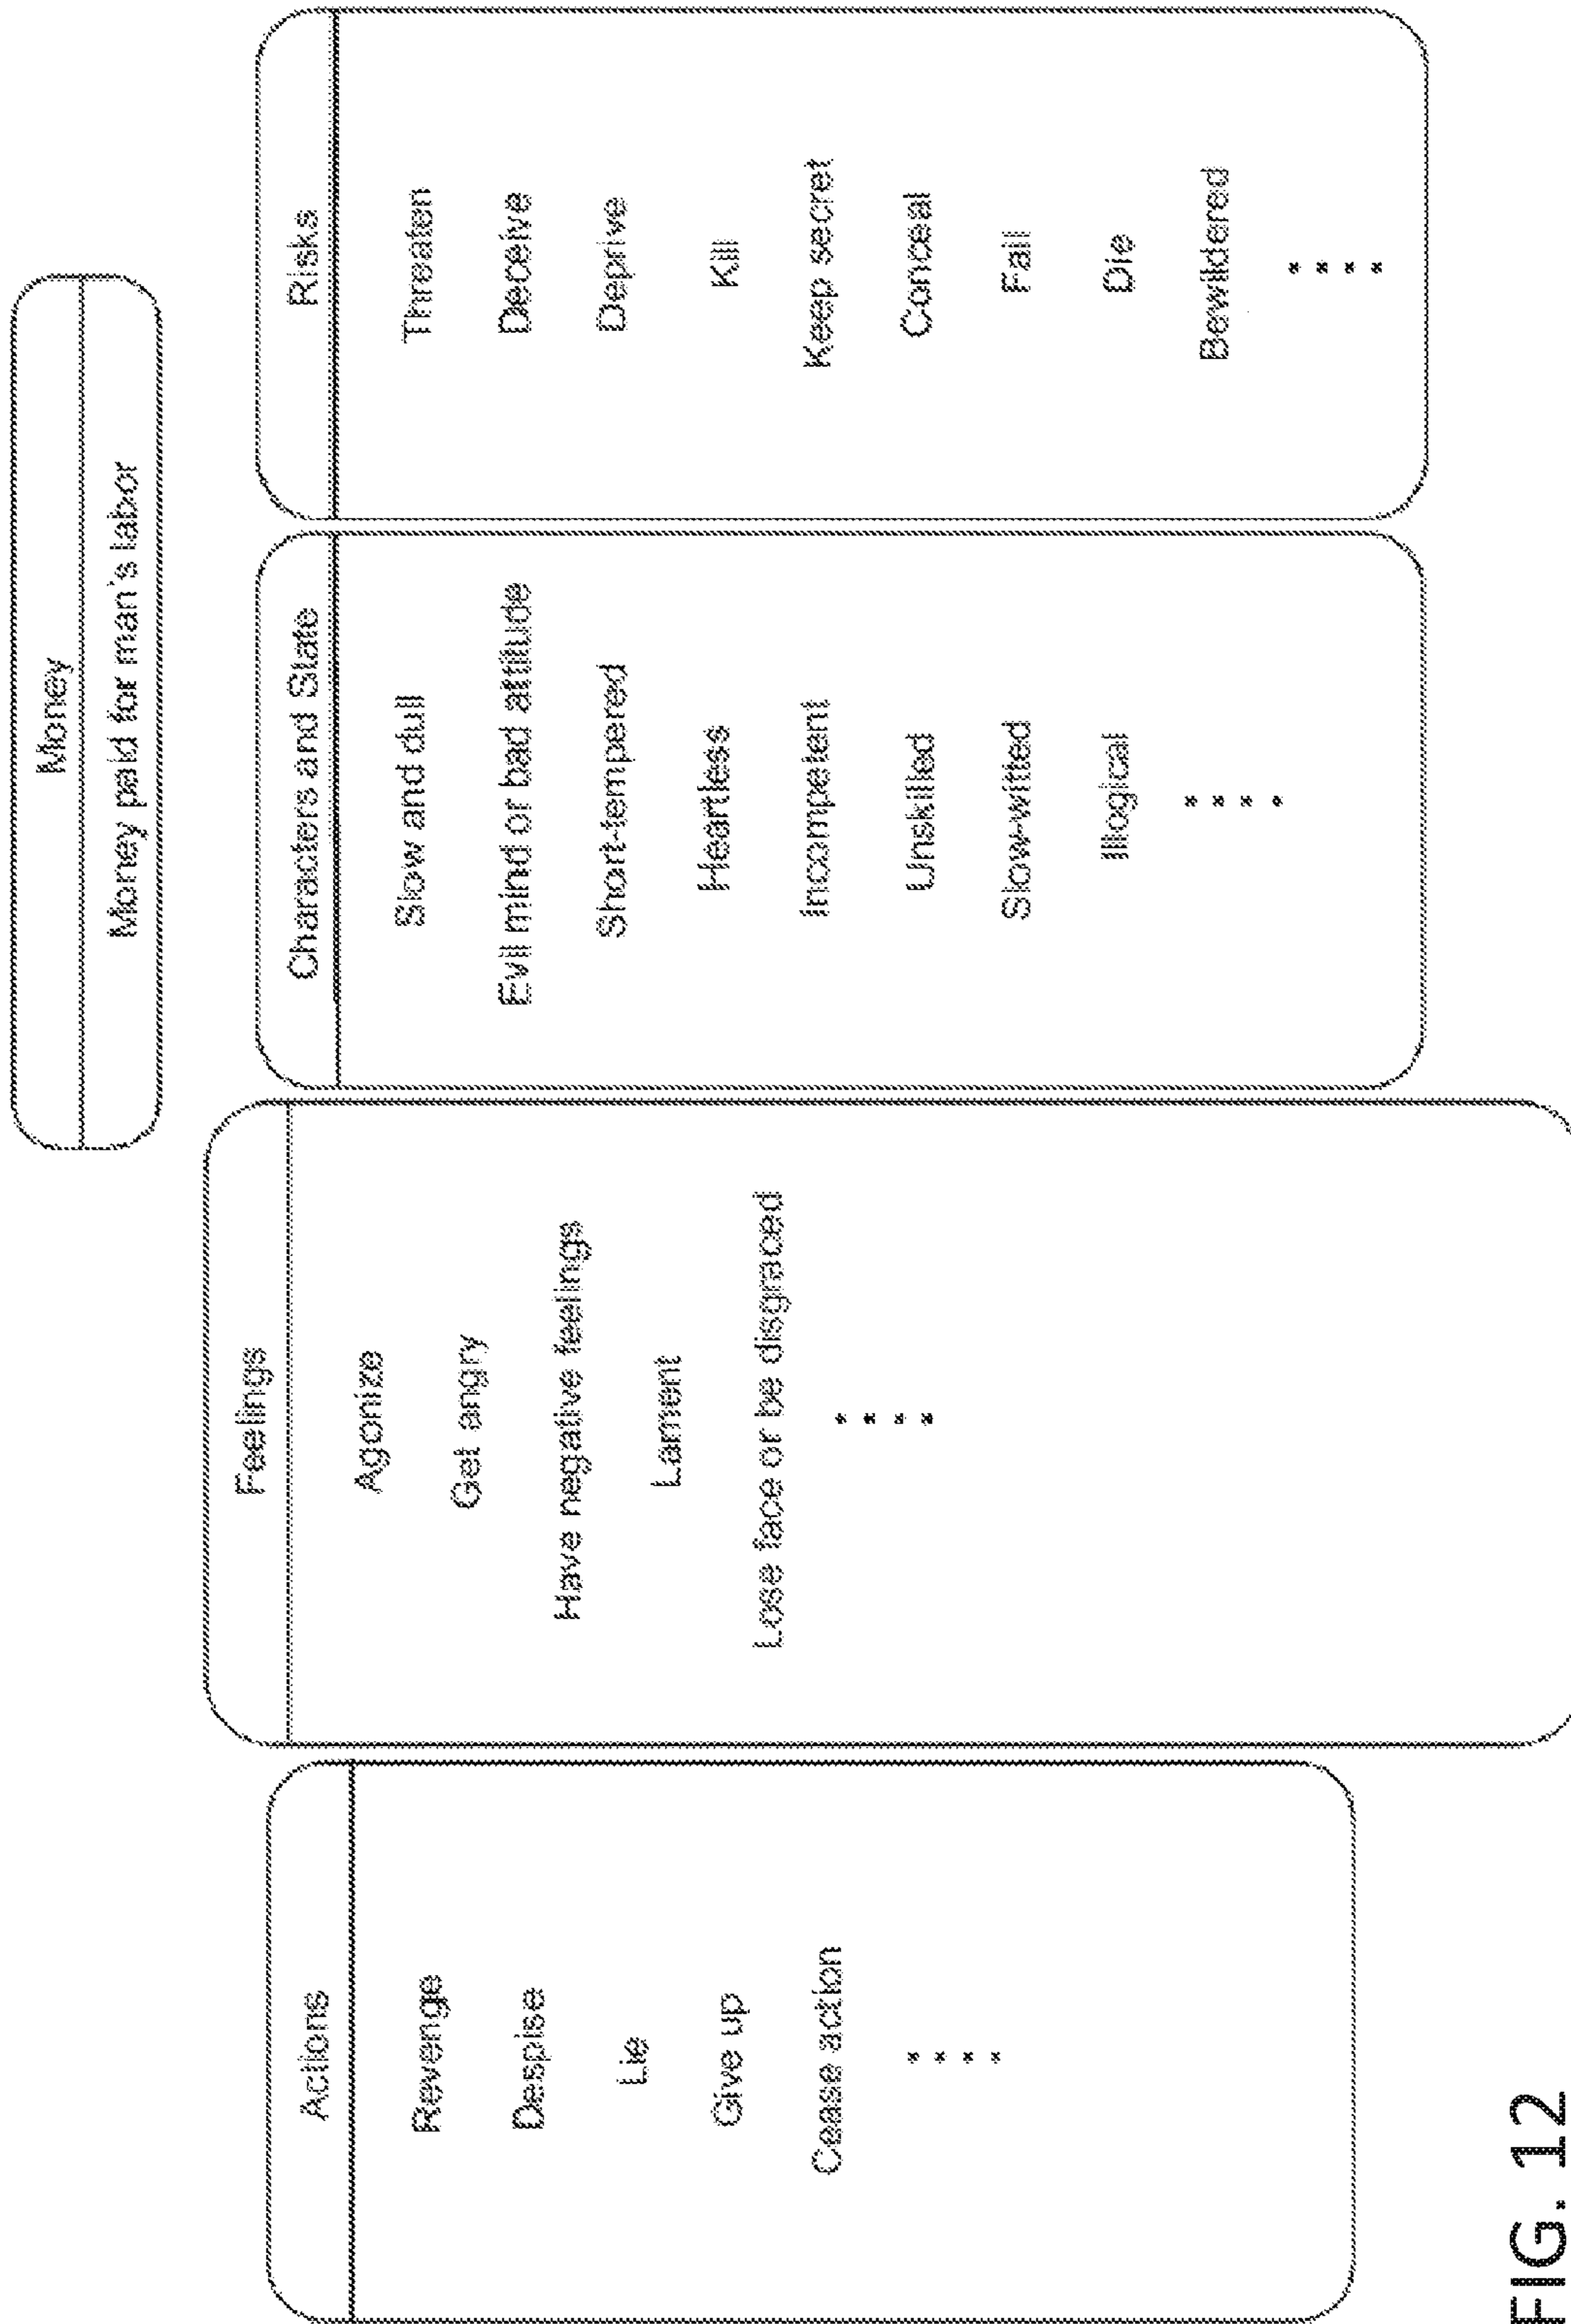 Money
Money paid for man's labor
Actions
Revenge
Despise
Lie
Give up
Cease action
Feelings
Agonize
Get angry
Have negative feelings
Lament
Lose face or be disgraced
Characters and State
Slow and dull
Evil mind or bad attitude
Short-tempered
Heartless
Incompetent
Unskilled
Slow-witted
Illogical
Risks
Threaten
Deceive
Deprive
Kill
Keep secret
Conceal
Fail
Die
Bewildered
FIG. 12